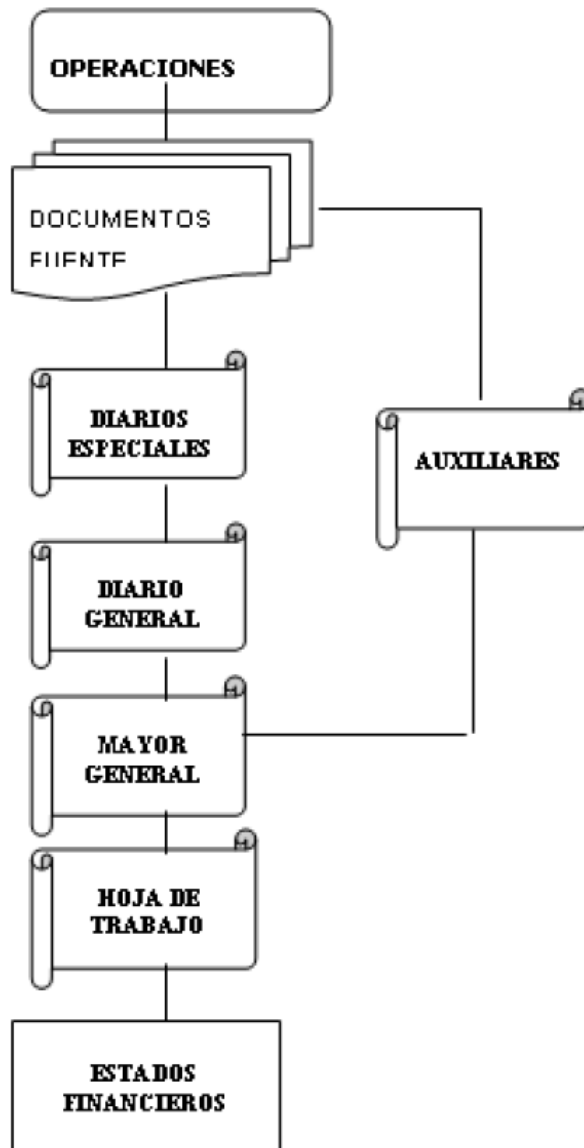 OPERACIONES
DOCUMENTOS
FUENTE
DIARIOS
ESPECIALES
AUXILIARES
DIARIO
GENERAL
MAYOR
GENERAL
HOJA DE
TRABAJO
ESTADOS
FINANCIEROS